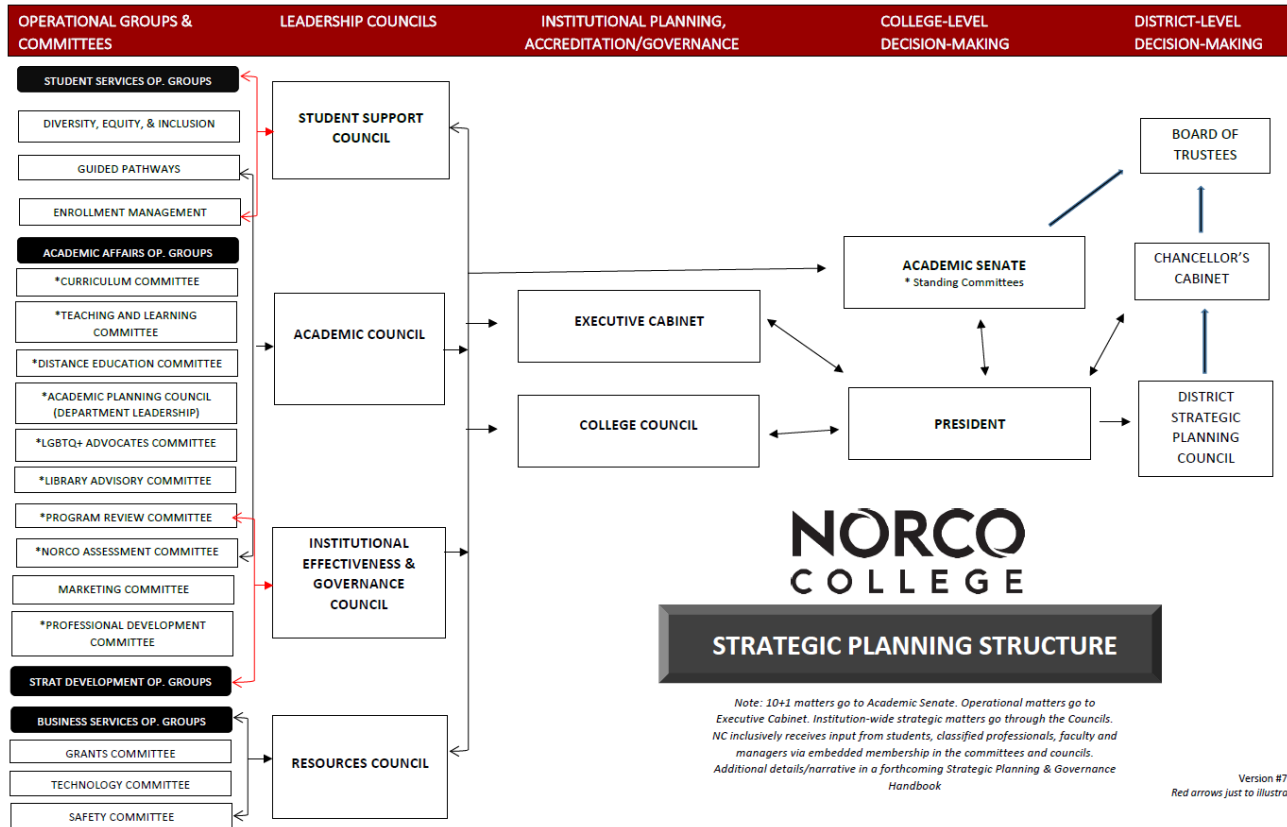 OPERATIONAL GROUPS &
COMMITTEES
LEADERSHIP COUNCILS
INSTITUTIONAL PLANNING,
ACCREDITATION/GOVERNANCE
COLLEGE-LEVEL
DECISION-MAKING
DISTRICT-LEVEL
DECISION-MAKING
STUDENT SERVICES OP. GROUPS
DIVERSITY, EQUITY, & INCLUSION
GUIDED PATHWAYS
ENROLLMENT MANAGEMENT
ACADEMIC AFFAIRS OP. GROUPS
*CURRICULUM COMMITTEE
*TEACHING AND LEARNING
COMMITTEE
*DISTANCE EDUCATION COMMITTEE
*ACADEMIC PLANNING COUNCIL
(DEPARTMENT LEADERSHIP)
*LGBTQ+ ADVOCATES COMMITTEE
*LIBRARY ADVISORY COMMITTEE
*PROGRAM REVIEW COMMITTEE
*NORCO ASSESSMENT COMMITTEE
MARKETING COMMITTEE
*PROFESSIONAL DEVELOPMENT
COMMITTEE
STRAT DEVELOPMENT OP. GROUPS
BUSINESS SERVICES OP. GROUPS
GRANTS COMMITTEE
TECHNOLOGY COMMITTEE
SAFETY COMMITTEE
STUDENT SUPPORT
COUNCIL
ACADEMIC COUNCIL
INSTITUTIONAL
EFFECTIVENESS &
GOVERNANCE
COUNCIL
RESOURCES COUNCIL
EXECUTIVE CABINET
COLLEGE COUNCIL
ACADEMIC SENATE
* Standing Committees
PRESIDENT
BOARD OF
TRUSTEES
CHANCELLOR'S
CABINET
DISTRICT
STRATEGIC
PLANNING
COUNCIL
NORCO
COLLEGE
STRATEGIC PLANNING STRUCTURE
Note: 10+1 matters go to Academic Senate. Operational matters go to
Executive Cabinet. Institution-wide strategic matters go through the Councils.
NC inclusively receives input from students, classified professionals, faculty and
managers via embedded membership in the committees and councils.
Additional details/narrative in a forthcoming Strategic Planning & Governance
Handbook
Version #7
Red arrows just to illustra